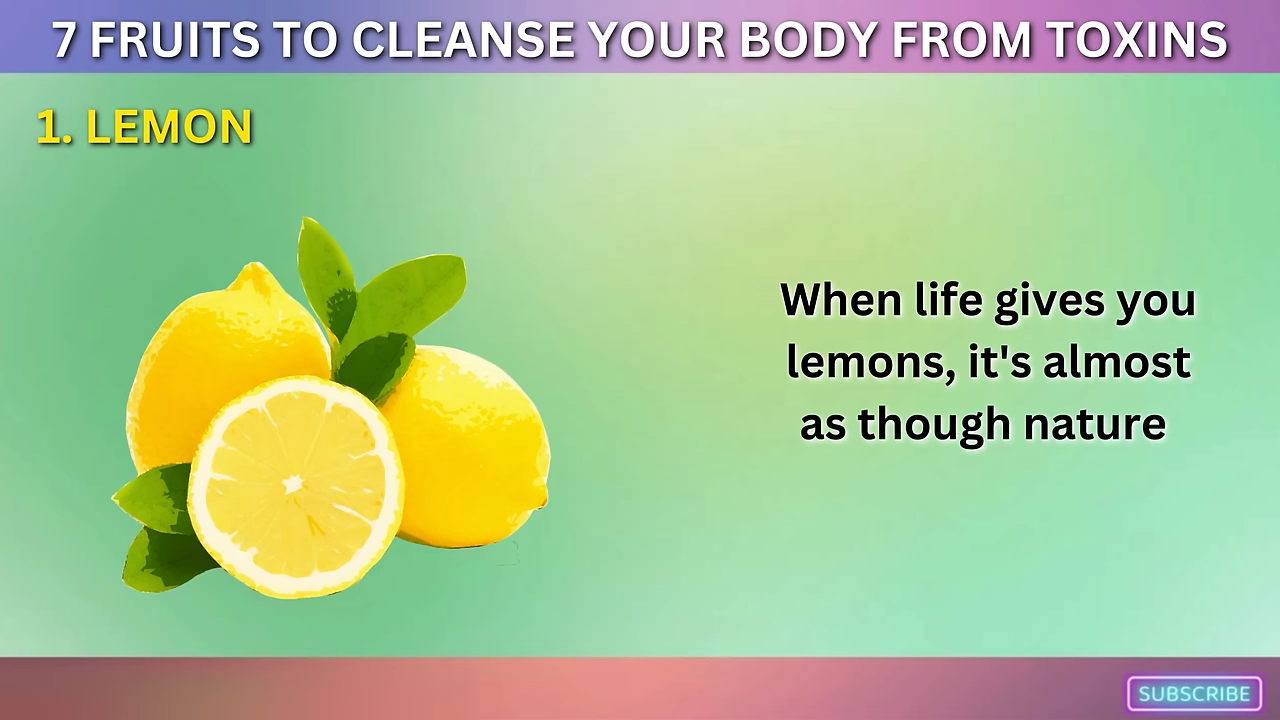 7 FRUITS TO CLEANSE YOUR BODY FROM TOXINS
1. LEMON
When life gives you
lemons, it's almost
as though nature
SUBSCRIBE